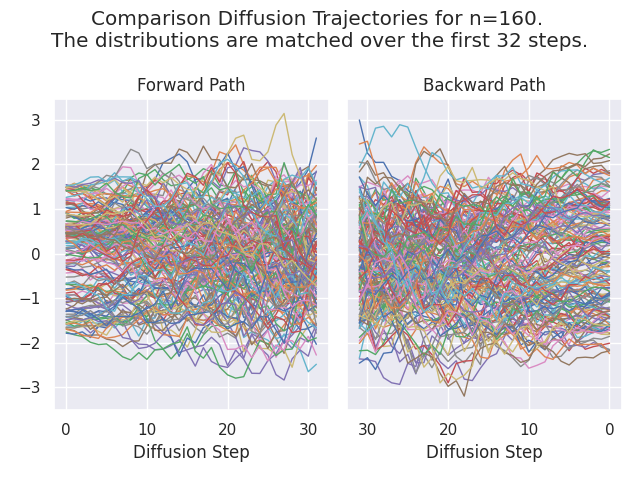 Comparison Diffusion Trajectories for n=160.
The distributions are matched over the first 32 steps.
Forward Path
Backward Path
3
2
1
0
−1
−2
−3
0 10 20 30
30 20 10 0
Diffusion Step
Diffusion Step